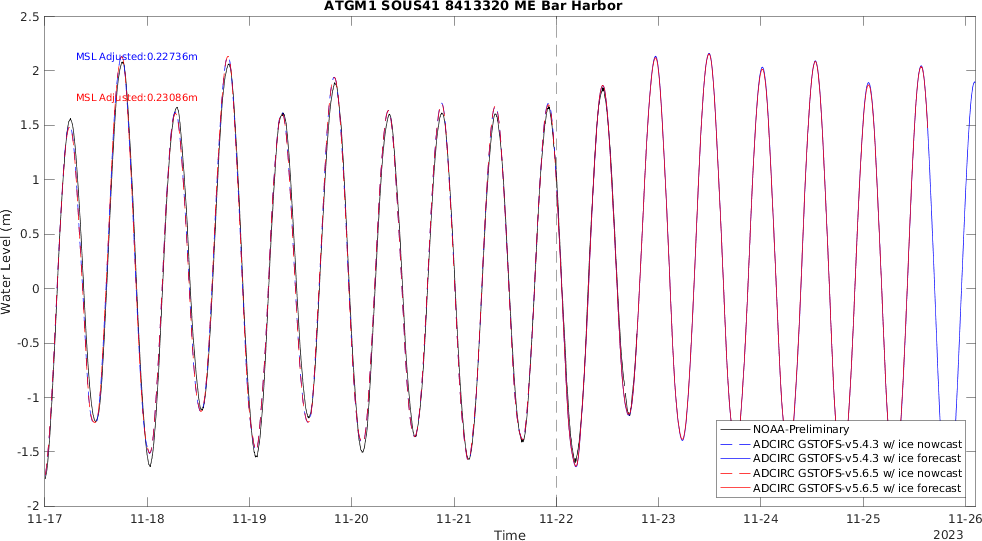 ATGM1 SOUS41 8413320 ME Bar Harbor
2.5
2
1.5
1
0.5
0
-0.5
-1
-1.5
-2
Water Level (m)
MSL Adjusted:0.22736m
MSL Adjusted:0.23086m
NOAA-Preliminary
ADCIRC GSTOFS-v5.4.3 w/ ice nowcast
ADCIRC GSTOFS-v5.4.3 w/ ice forecast
ADCIRC GSTOFS-v5.6.5 w/ ice nowcast
ADCIRC GSTOFS-v5.6.5 w/ ice forecast
11-17 11-18 11-19 11-20 11-21 11-22 11-23 11-24 11-25 11-26
Time
2023